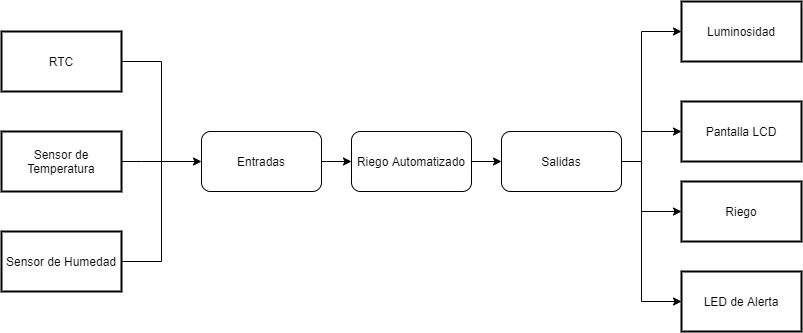 RTC
Sensor de
Temperatura
Sensor de Humedad
Entradas
Riego Automatizado
Salidas
Luminosidad
Pantalla LCD
Riego
LED de Alerta